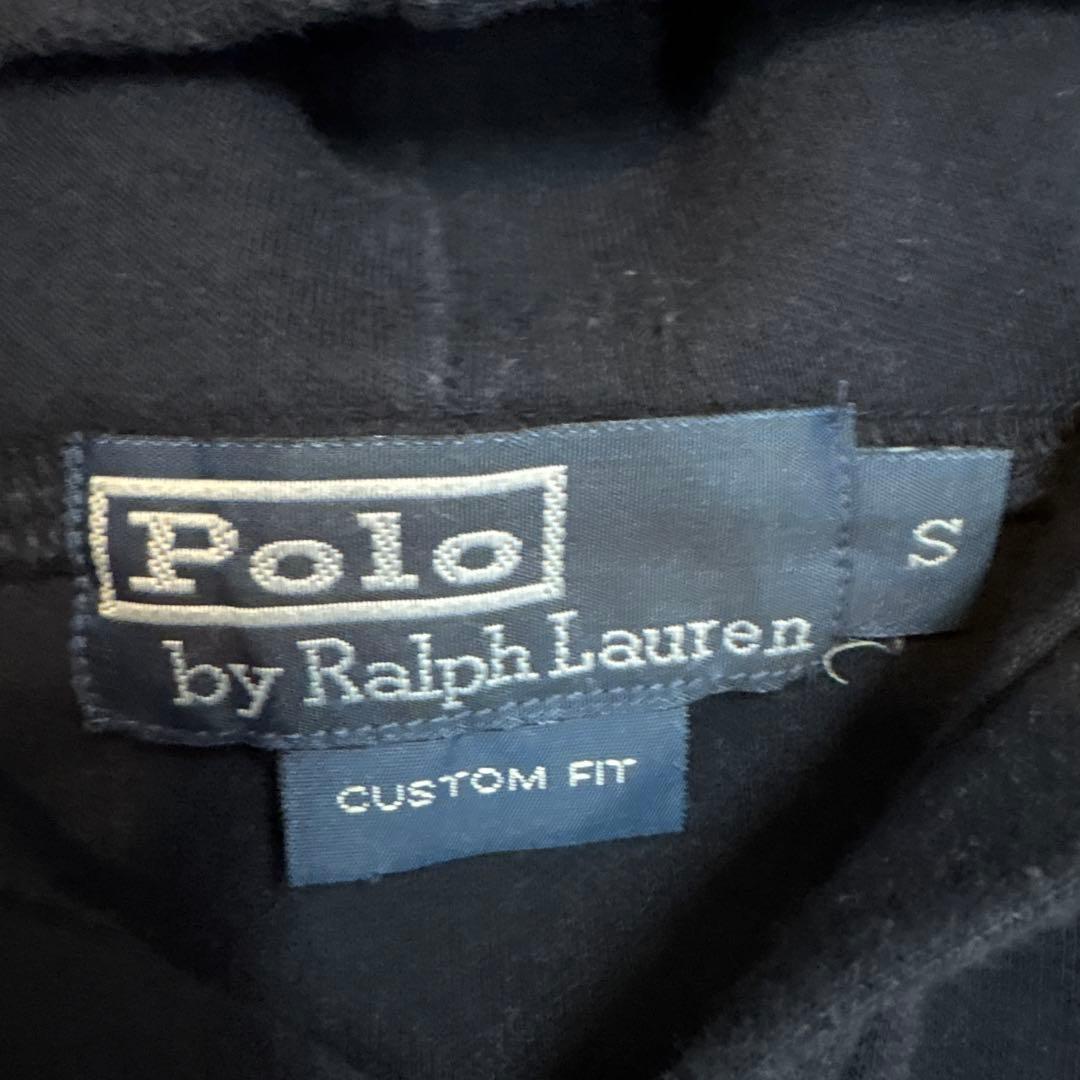 Polo
by Ralph Lauren
S
CUSTOM FIT